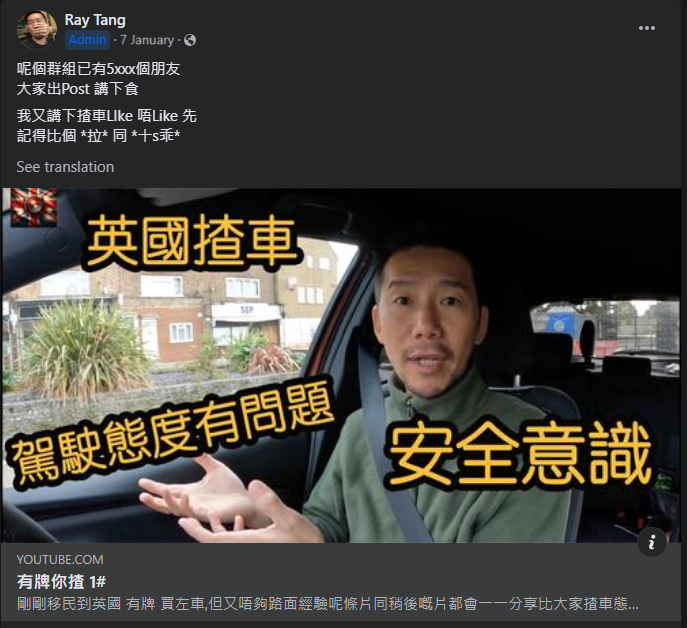 Ray Tang
Admin · 7 January ·
呢個群組已有5xxx個朋友
大家出Post 講下食
我又講下揸車LIke 唔Like 先
記得比個 *拉* 同 *十s乖*
See translation
英國揸車
駕駛態度有問題
安全意識
YOUTUBE.COM
有牌你揸 1#
剛剛移民到英國 有牌 買左車,但又唔夠路面經驗呢條片同稍後嘅片都會一一分享比大家揸車態...